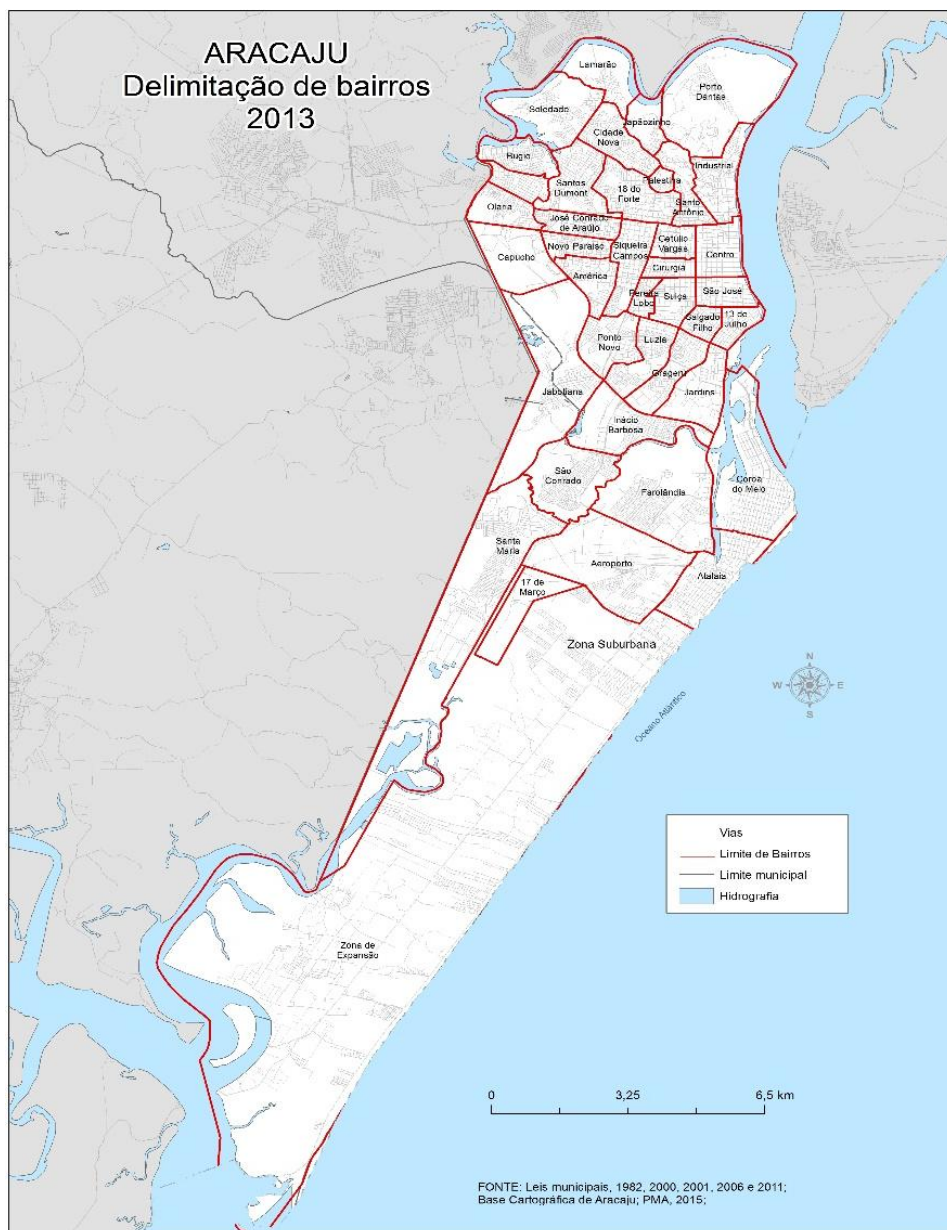 ARACAJU
Delimitação de bairros
2013
Lamarão
Porto
Dantas
Soledade
Japãozinho
Cidade
Nova
Industrial
Bugio
Palestina
Santos
Dumont
18 do
Forte
Santo
Antônio
Olaria
José Conrado
de Araújo
Getúlio
Vargas
Novo Paraíso
Siqueira
Campos
Centro
Capucho
Cirurgia
América
São José
Pereira
Lobo
Suíça
Salgado
Filho
13 de
Julho
Ponto
Novo
Luzia
Grageru
Jabotiana
Jardins
Inácio
Barbosa
São
Conrado
Coroa
do Meio
Farolândia
Santa
Maria
Aeroporto
Atalaia
17 de
Março
Zona Suburbana
N
W
E
S
Oceano Atlântico
Vias
Limite de Bairros
Limite municipal
Hidrografia
Zona de
Expansão
0
3,25
6,5 km
FONTE: Leis municipais, 1982, 2000, 2001, 2006 e 2011;
Base Cartográfica de Aracaju; PMA, 2015;